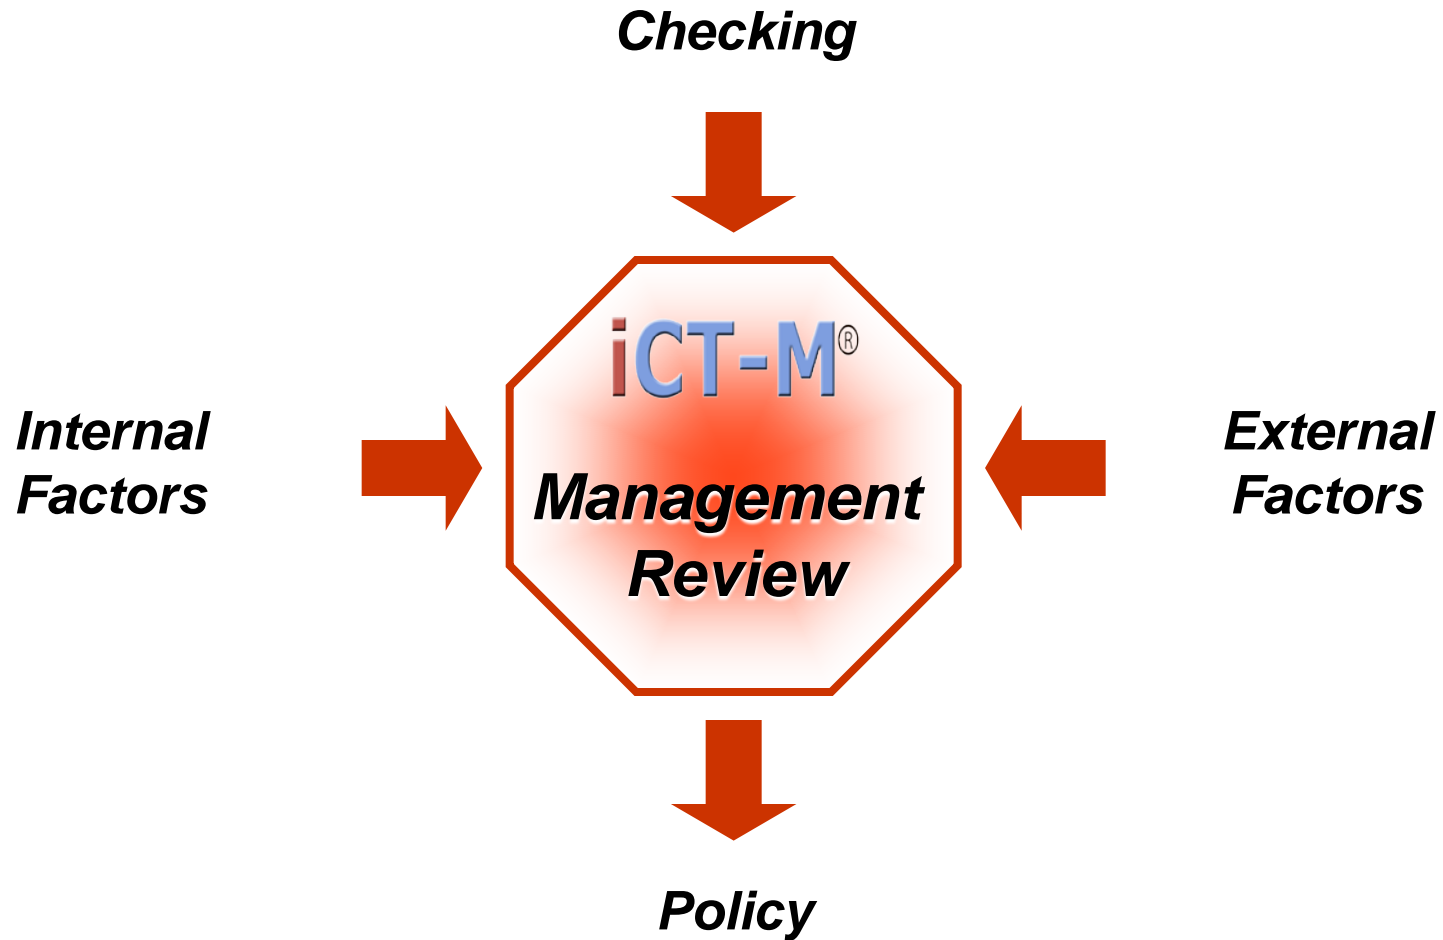 Checking
iCT-M®
Internal
Factors
Management
Review
External
Factors
Policy